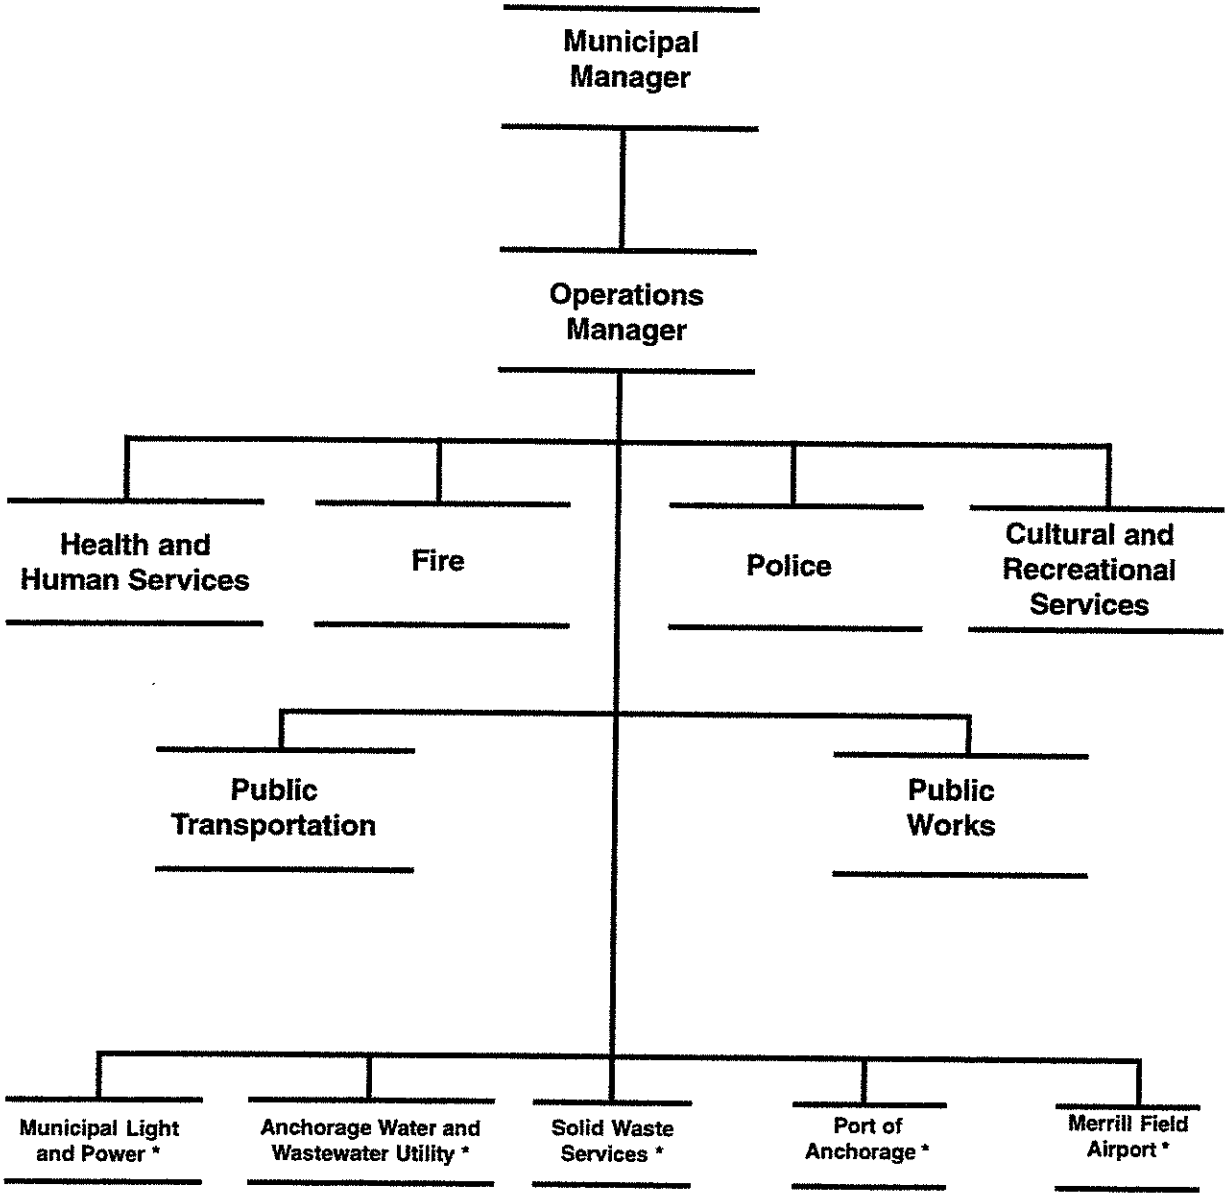 Municipal
Manager
Operations
Manager
Health and
Human Services
Fire
Police
Cultural and
Recreational
Services
Public
Transportation
Public
Works
Municipal Light
and Power *
Anchorage Water and
Wastewater Utility *
Solid Waste
Services *
Port of
Anchorage *
Merrill Field
Airport *